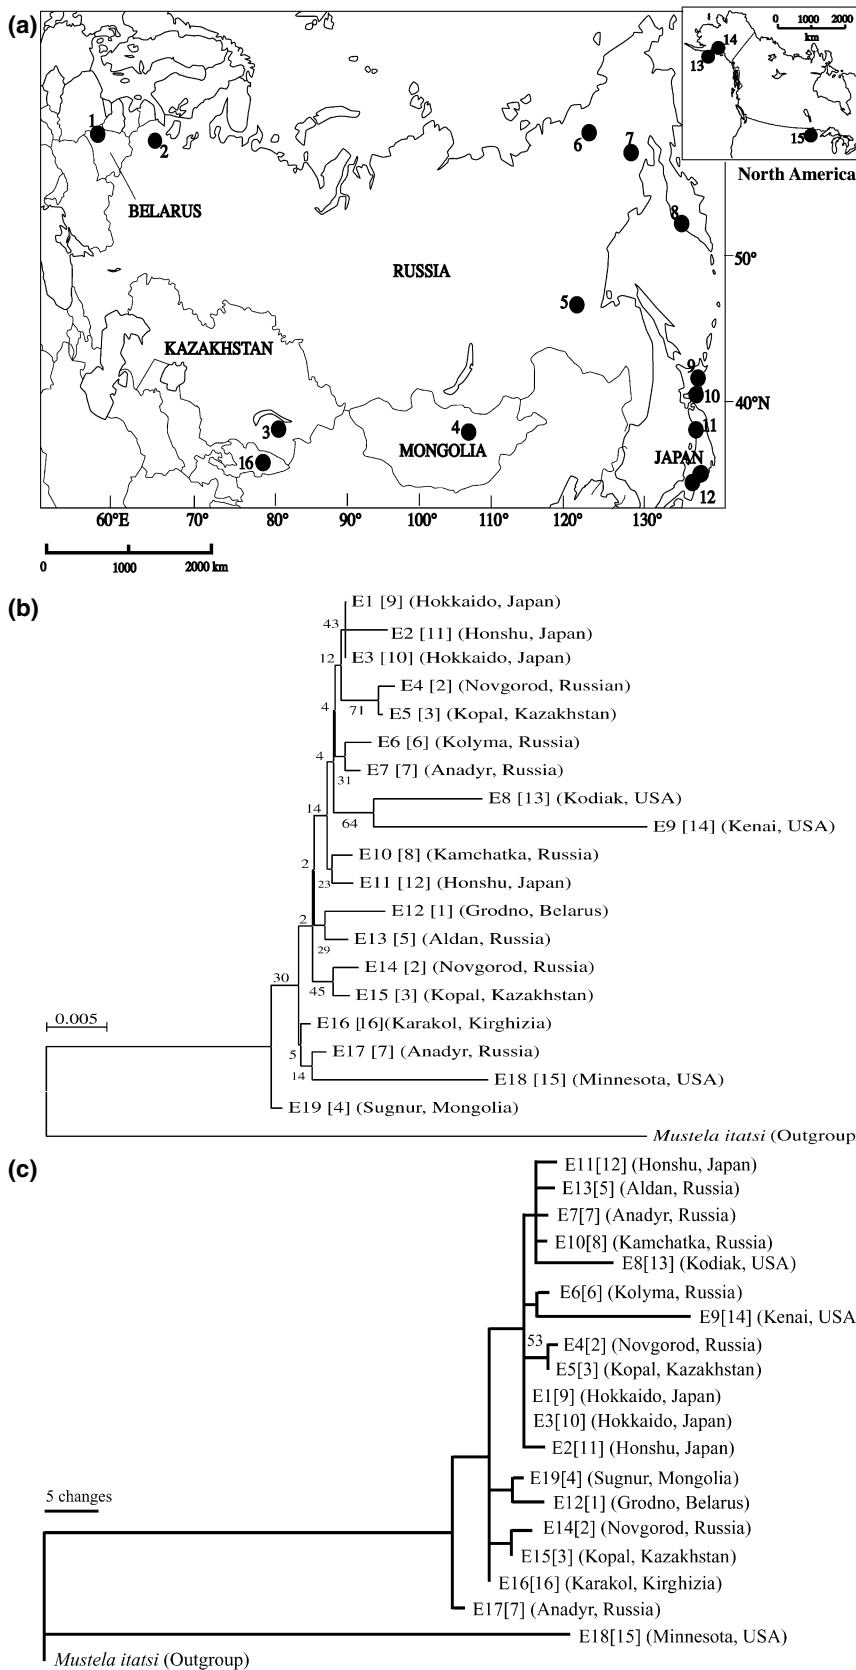 (a)
0 1000 2000
km
14
13
15
North America
1
2
6
7
BELARUS
8
RUSSIA
50°
5
KAZAKHSTAN
9
10
40°N
3
4
11
16
MONGOLIA
JAPAN
12
60°E 70° 80° 90° 100° 110° 120° 130°
0 1000 2000 km
(b)
E1 [9] (Hokkaido, Japan)
43
E2 [11] (Honshu, Japan)
12
E3 [10] (Hokkaido, Japan)
E4 [2] (Novgorod, Russian)
4
71
E5 [3] (Kopal, Kazakhstan)
E6 [6] (Kolyma, Russia)
4
E7 [7] (Anadyr, Russia)
31
E8 [13] (Kodiak, USA)
14
64
E9 [14] (Kenai, USA)
E10 [8] (Kamchatka, Russia)
2
23
E11 [12] (Honshu, Japan)
E12 [1] (Grodno, Belarus)
2
E13 [5] (Aldan, Russia)
29
E14 [2] (Novgorod, Russia)
30
45
E15 [3] (Kopal, Kazakhstan)
0.005
E16 [16](Karakol, Kirghizia)
5
E17 [7] (Anadyr, Russia)
14
E18 [15] (Minnesota, USA)
E19 [4] (Sugnur, Mongolia)
Mustela itatsi (Outgroup
(c)
E11[12] (Honshu, Japan)
E13[5] (Aldan, Russia)
E7[7] (Anadyr, Russia)
E10[8] (Kamchatka, Russia)
E8[13] (Kodiak, USA)
E6[6] (Kolyma, Russia)
E9[14] (Kenai, USA
53
E4[2] (Novgorod, Russia)
E5[3] (Kopal, Kazakhstan)
E1[9] (Hokkaido, Japan)
E3[10] (Hokkaido, Japan)
E2[11] (Honshu, Japan)
E19[4] (Sugnur, Mongolia)
5 changes
E12[1] (Grodno, Belarus)
E14[2] (Novgorod, Russia)
E15[3] (Kopal, Kazakhstan)
E16[16] (Karakol, Kirghizia)
E17[7] (Anadyr, Russia)
E18[15] (Minnesota, USA)
Mustela itatsi (Outgroup)